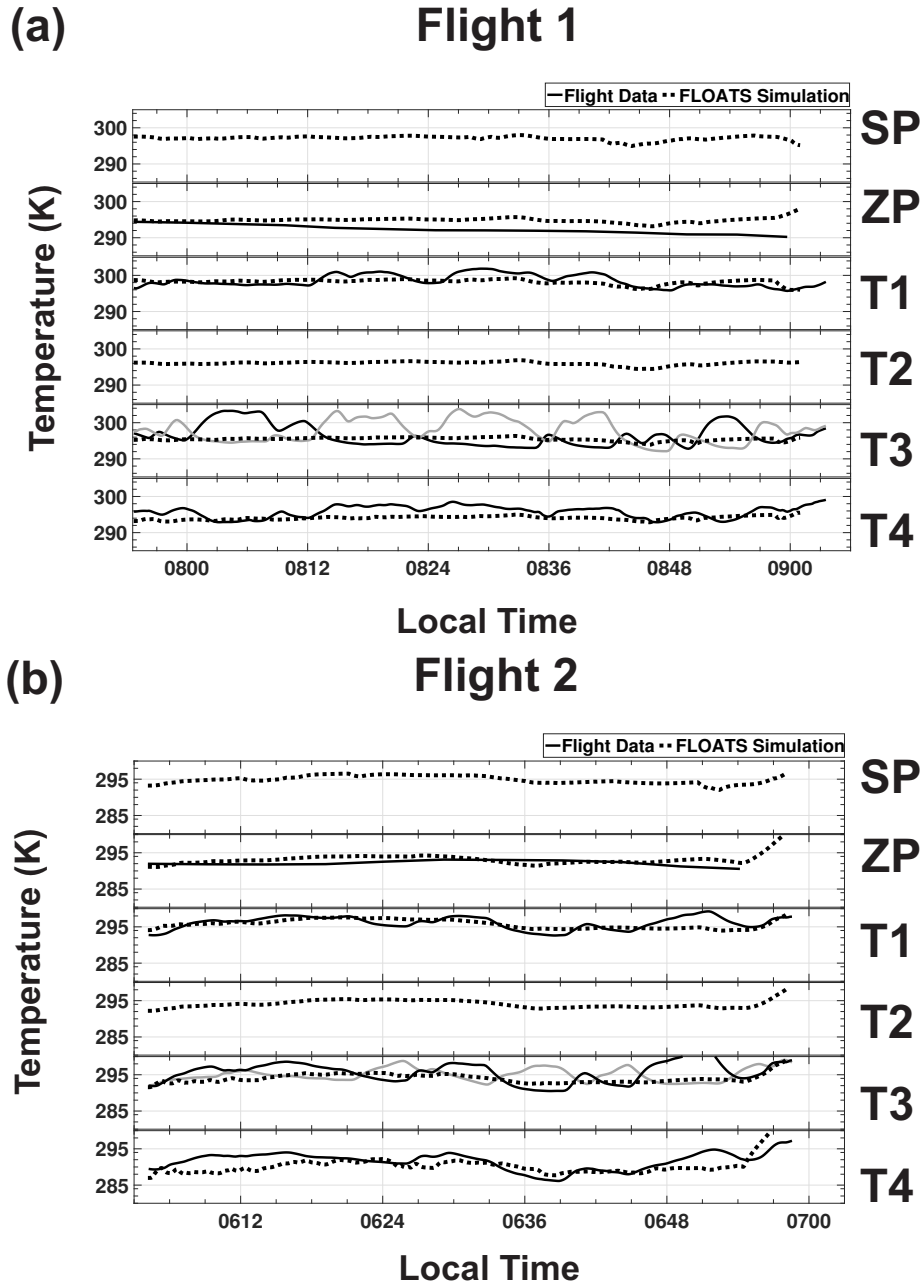 (a)
Flight 1
Flight Data FLOATS Simulation
300
290
SP
300
290
ZP
300
290
T1
300
290
T2
300
290
T3
300
290
T4
Temperature (K)
0800 0812 0824 0836 0848 0900
Local Time
(b)
Flight 2
Flight Data FLOATS Simulation
295
285
SP
295
285
ZP
295
285
T1
295
285
T2
295
285
T3
295
285
T4
Temperature (K)
0612 0624 0636 0648 0700
Local Time